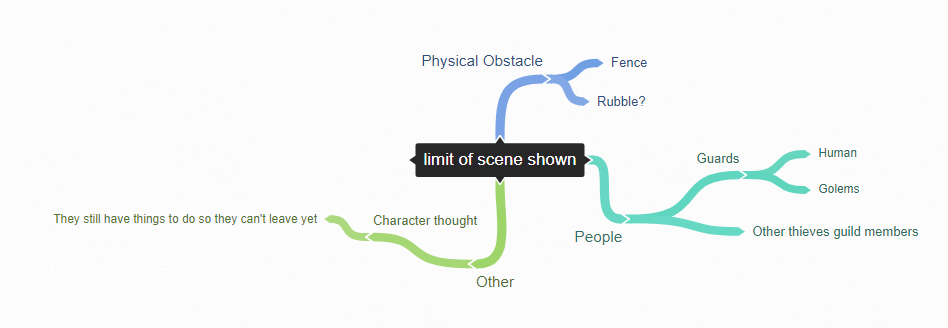 Physical Obstacle
Fence
Rubble?
limit of scene shown
Guards
Human
Golems
People
Other thieves guild members
They still have things to do so they can't leave yet
Character thought
Other